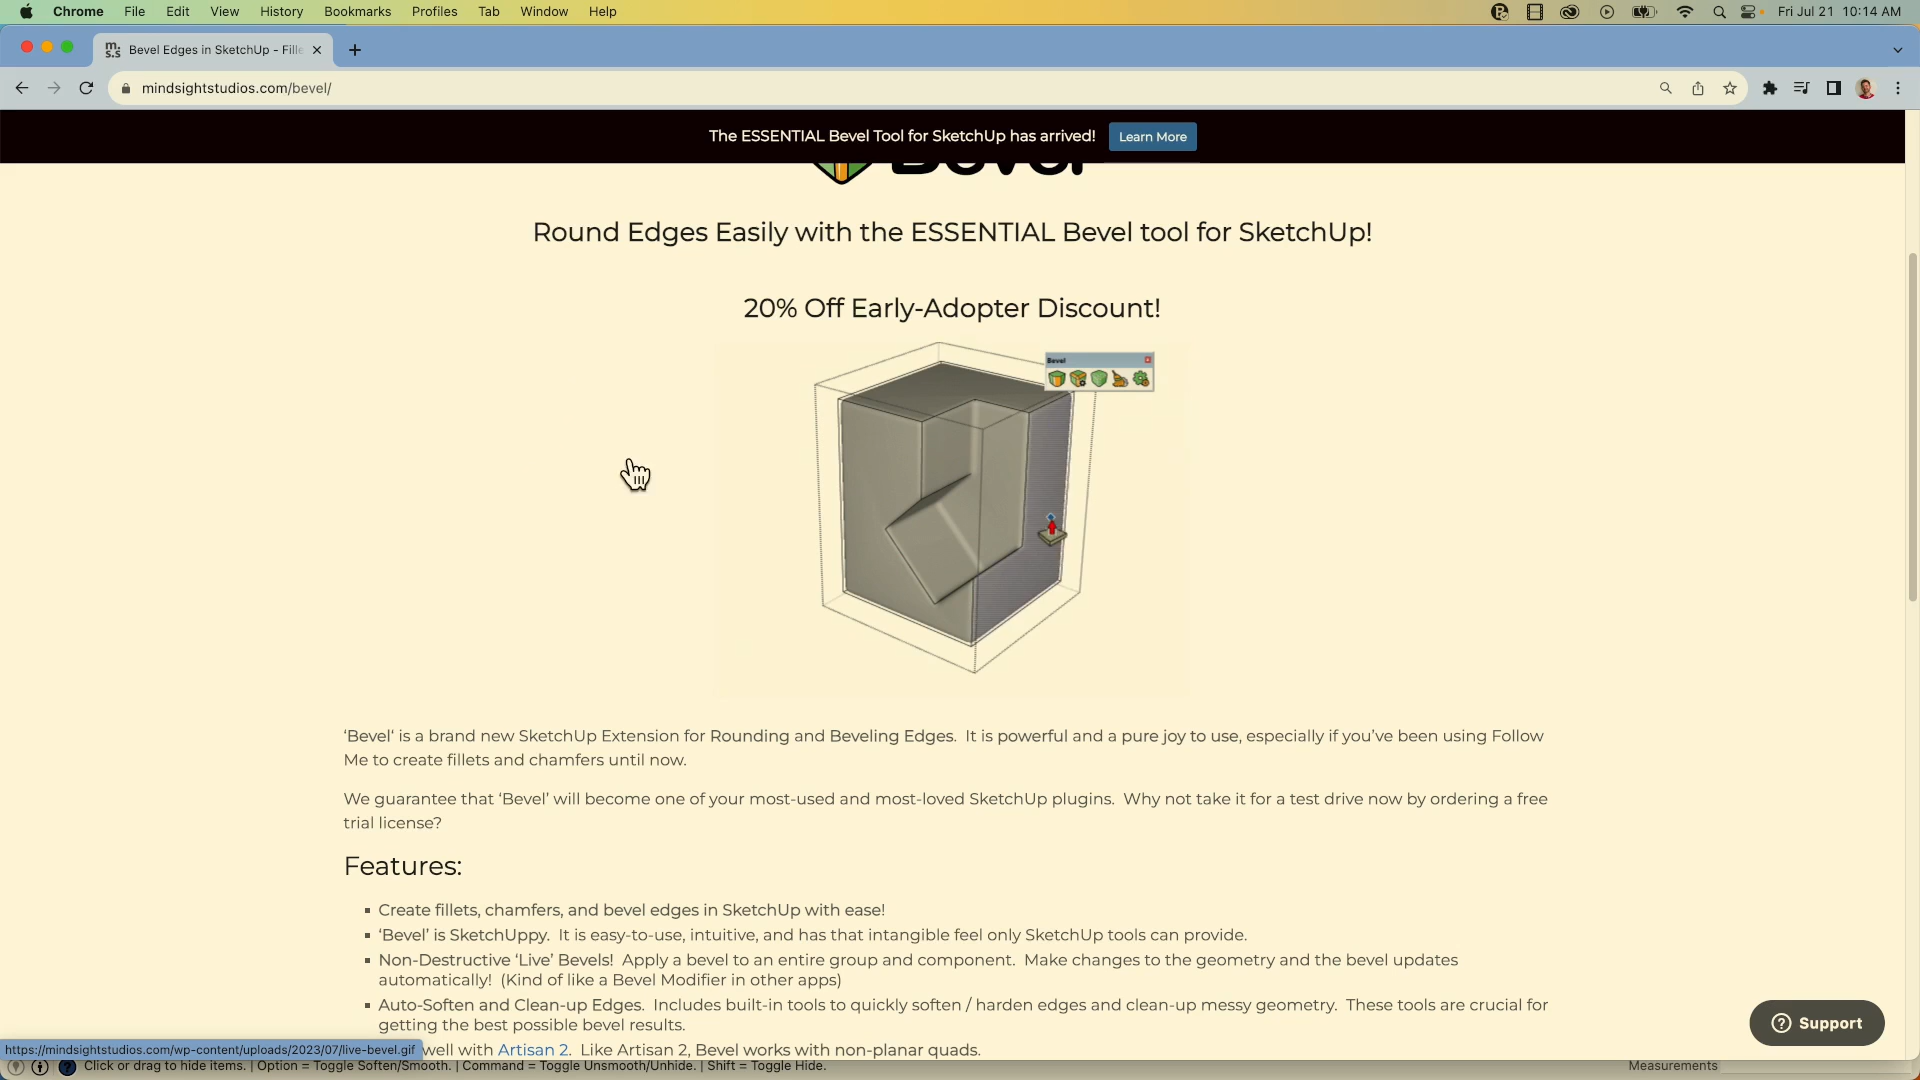 Chrome File Edit View History Bookmarks Profiles Tab Window Help Fri Jul 21 10:14 AM
m. s.s Bevel Edges in SketchUp - Fille
mindsightstudios.com/bevel/
The ESSENTIAL Bevel Tool for SketchUp has arrived! Learn More
Bevel
Round Edges Easily with the ESSENTIAL Bevel tool for SketchUp!
20% Off Early-Adopter Discount!
Bevel
‘Bevel‘ is a brand new SketchUp Extension for Rounding and Beveling Edges. It is powerful and a pure joy to use, especially if you’ve been using Follow
Me to create fillets and chamfers until now.
We guarantee that ‘Bevel’ will become one of your most-used and most-loved SketchUp plugins. Why not take it for a test drive now by ordering a free
trial license?
Features:
Create fillets, chamfers, and bevel edges in SketchUp with ease!
‘Bevel’ is SketchUppy. It is easy-to-use, intuitive, and has that intangible feel only SketchUp tools can provide.
Non-Destructive ‘Live’ Bevels! Apply a bevel to an entire group and component. Make changes to the geometry and the bevel updates
automatically! (Kind of like a Bevel Modifier in other apps)
Auto-Soften and Clean-up Edges. Includes built-in tools to quickly soften / harden edges and clean-up messy geometry. These tools are crucial for
getting the best possible bevel results.
Support
https://mindsightstudios.com/wp-content/uploads/2023/07/live-bevel.gif
well with Artisan 2. Like Artisan 2, Bevel works with non-planar quads.
Click or drag to hide items. | Option = Toggle Soften/Smooth. | Command = Toggle Unsmooth/Unhide. | Shift = Toggle Hide. Measurements